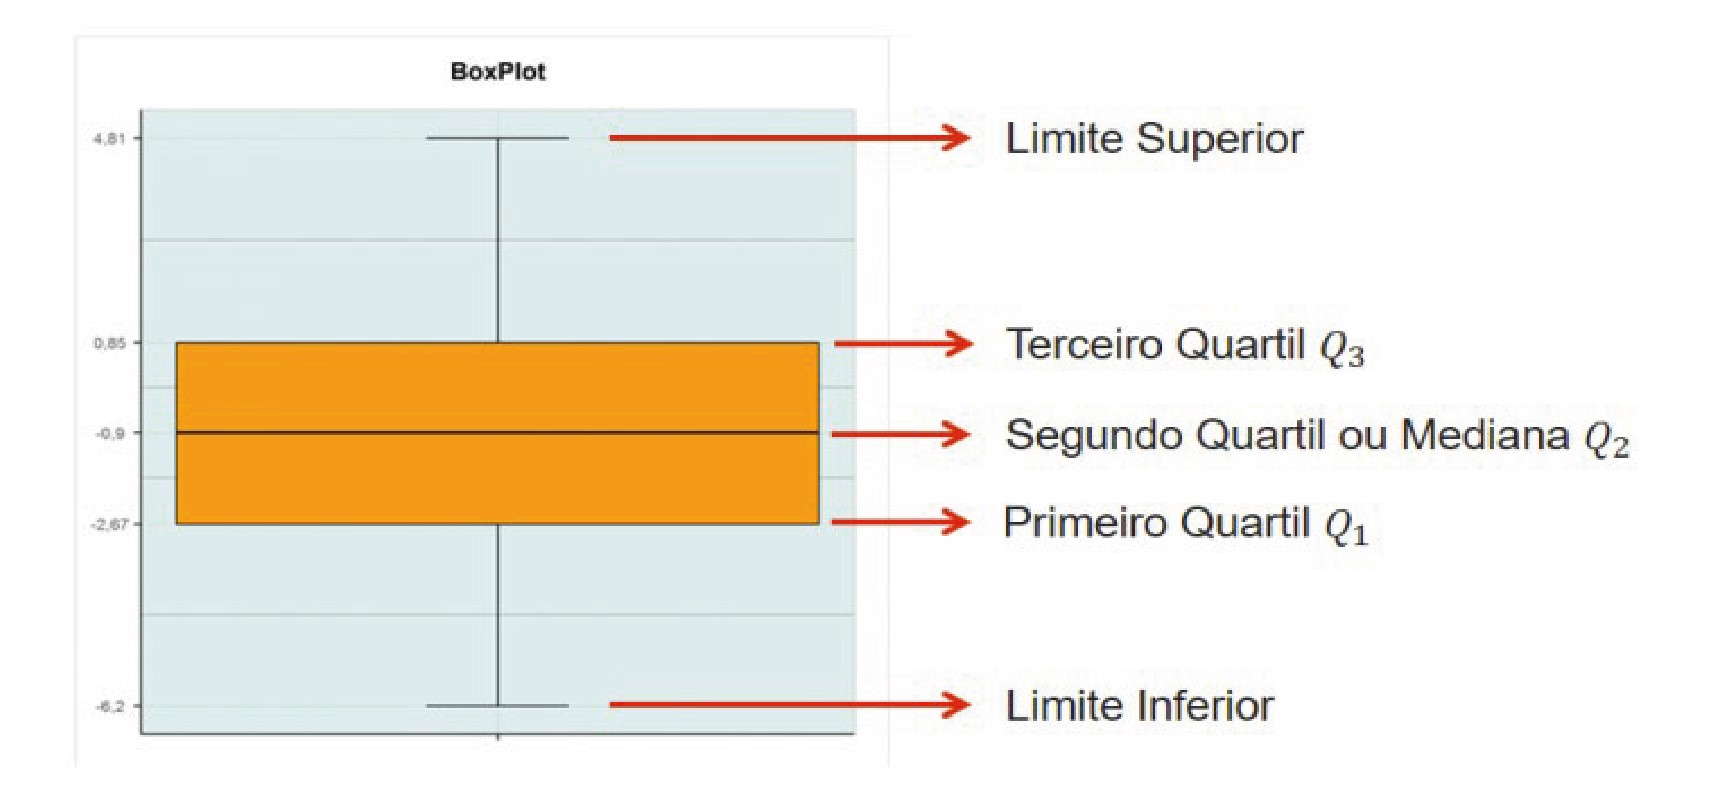 BoxPlot
4,81
Limite Superior
0,85
Terceiro Quartil Q3
-0,9
Segundo Quartil ou Mediana Q2
-2,67
Primeiro Quartil Q1
-6,2
Limite Inferior